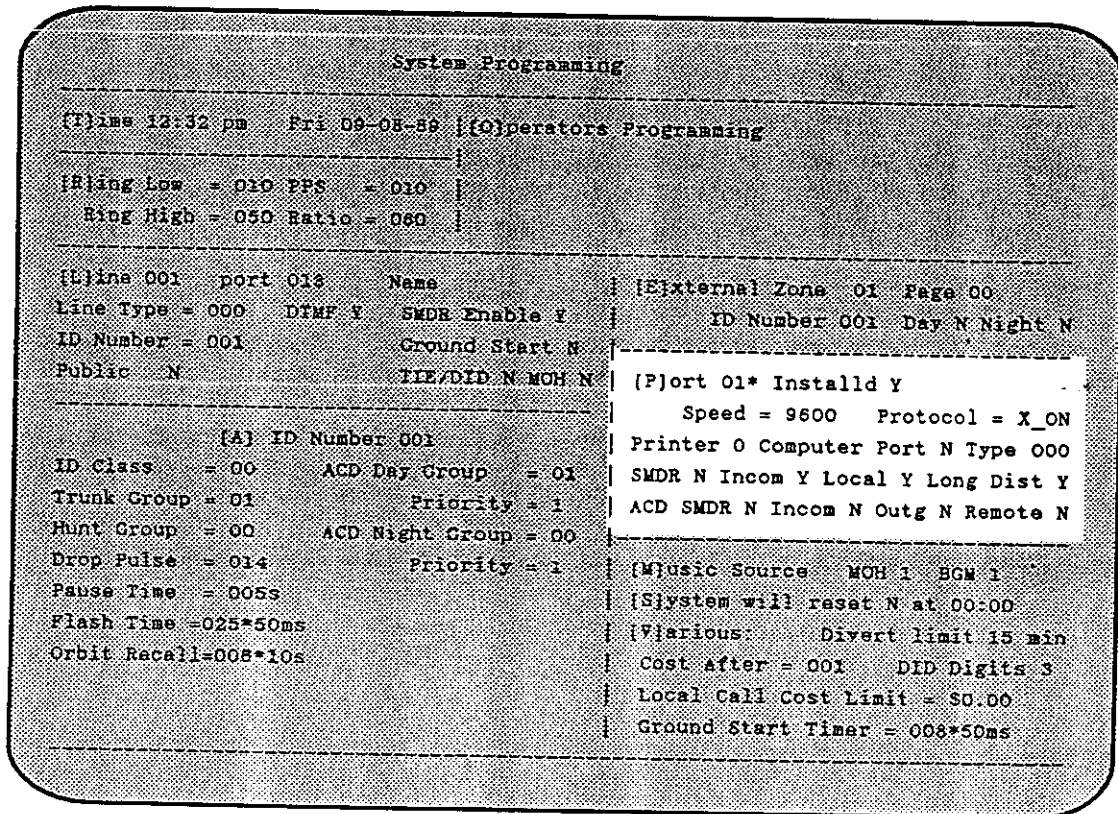 System Programming
[T]ime 12:32 pm Fri 09-08-89 [O]perators Programming
[R]ing Low = 010 PPS = 010
Ring High = 050 Ratio = 060
[L]ine 001 port 013 Name
Line Type = 000 DTMF Y SMDR Enable Y
ID Number = 001 Ground Start N
Public N TIE/DID N MOH N
[E]xternal Zone 01 Page 00
ID Number 001 Day N Night N
[P]ort 01* Installd Y
Speed = 9600 Protocol = X_ON
Printer 0 Computer Port N Type 000
SMDR N Incom Y Local Y Long Dist Y
ACD SMDR N Incom N Outg N Remote N
[A] ID Number 001
ID Class = 00 ACD Day Group = 01
Trunk Group = 01 Priority = 1
Hunt Group = 00 ACD Night Group = 00
Drop Pulse = 014 Priority = 1
Pause Time = 005s
Flash Time =025*50ms
Orbit Recall=008*10s
[M]usic Source MOH 1 BGM 1
[S]ystem will reset N at 00:00
[V]arious: Divert limit 15 min
Cost After = 001 DID Digits 3
Local Call Cost Limit = $0.00
Ground Start Timer = 008*50ms